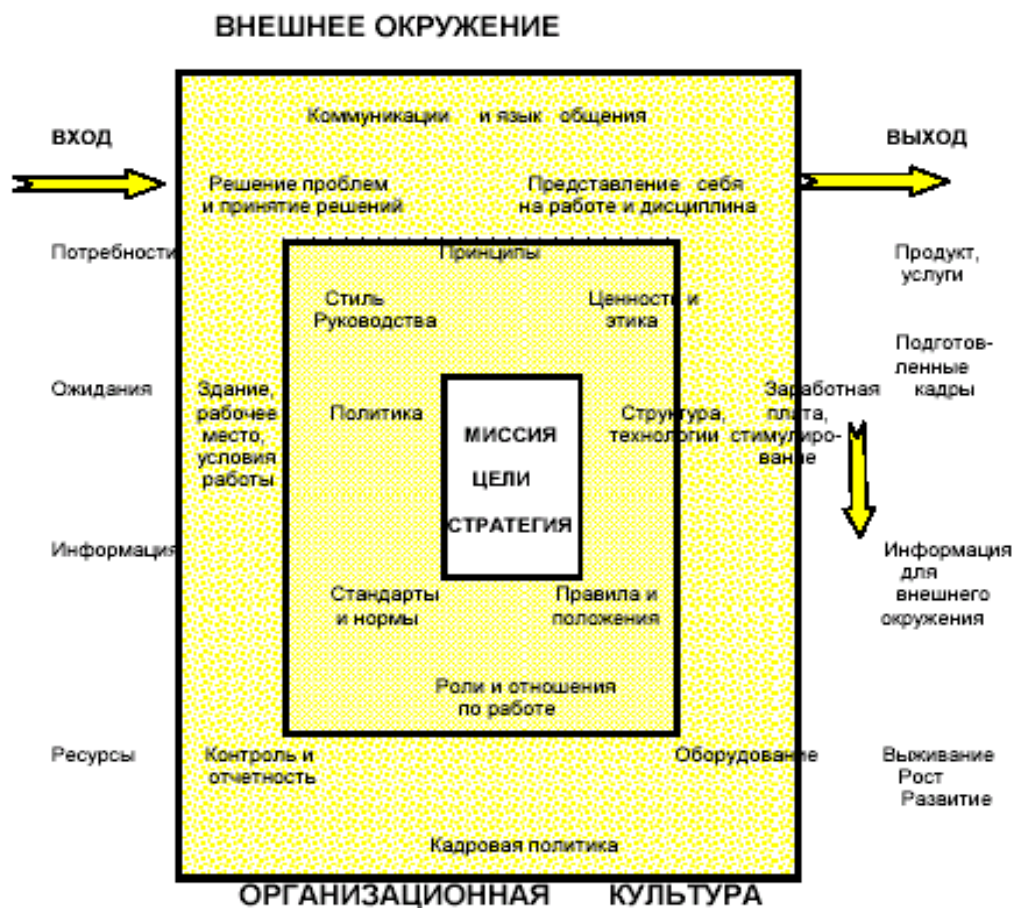 ВНЕШНЕЕ ОКРУЖЕНИЕ
Коммуникации и язык общения
ВХОД
ВЫХОД
Решение проблем
и принятие решений
Представление себя
на работе и дисциплина
Потребности
Принципы
Продукт,
услуги
Стиль
Руководства
Ценности и
этика
Подготов-
ленные
кадры
Ожидания
Здание,
рабочее
место,
условия
работы
Политика
МИССИЯ
ЦЕЛИ
СТРАТЕГИЯ
Структура,
технологии
Заработная
плата,
стимулиро-
вание
Информация
Информация
для
внешнего
окружения
Стандарты
и нормы
Правила и
положения
Роли и отношения
по работе
Ресурсы
Контроль и
отчетность
Оборудование
Выживание
Рост
Развитие
Кадровая политика
ОРГАНИЗАЦИОННАЯ КУЛЬТУРА